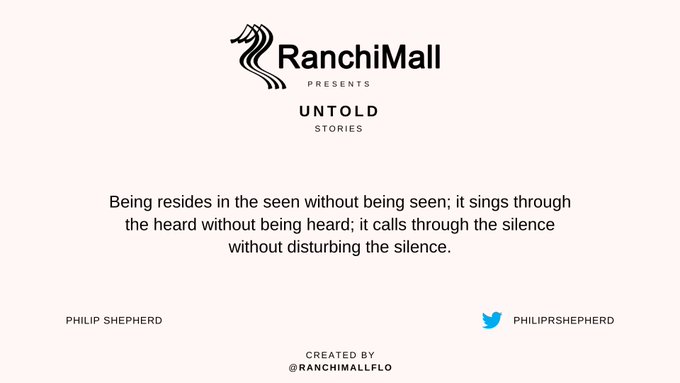 RanchiMall
PRESENTS
UNTOLD
STORIES
Being resides in the seen without being seen; it sings through
the heard without being heard; it calls through the silence
without disturbing the silence.
PHILIP SHEPHERD
PHILIPRSHEPHERD
CREATED BY
@RANCHIMALLFLO